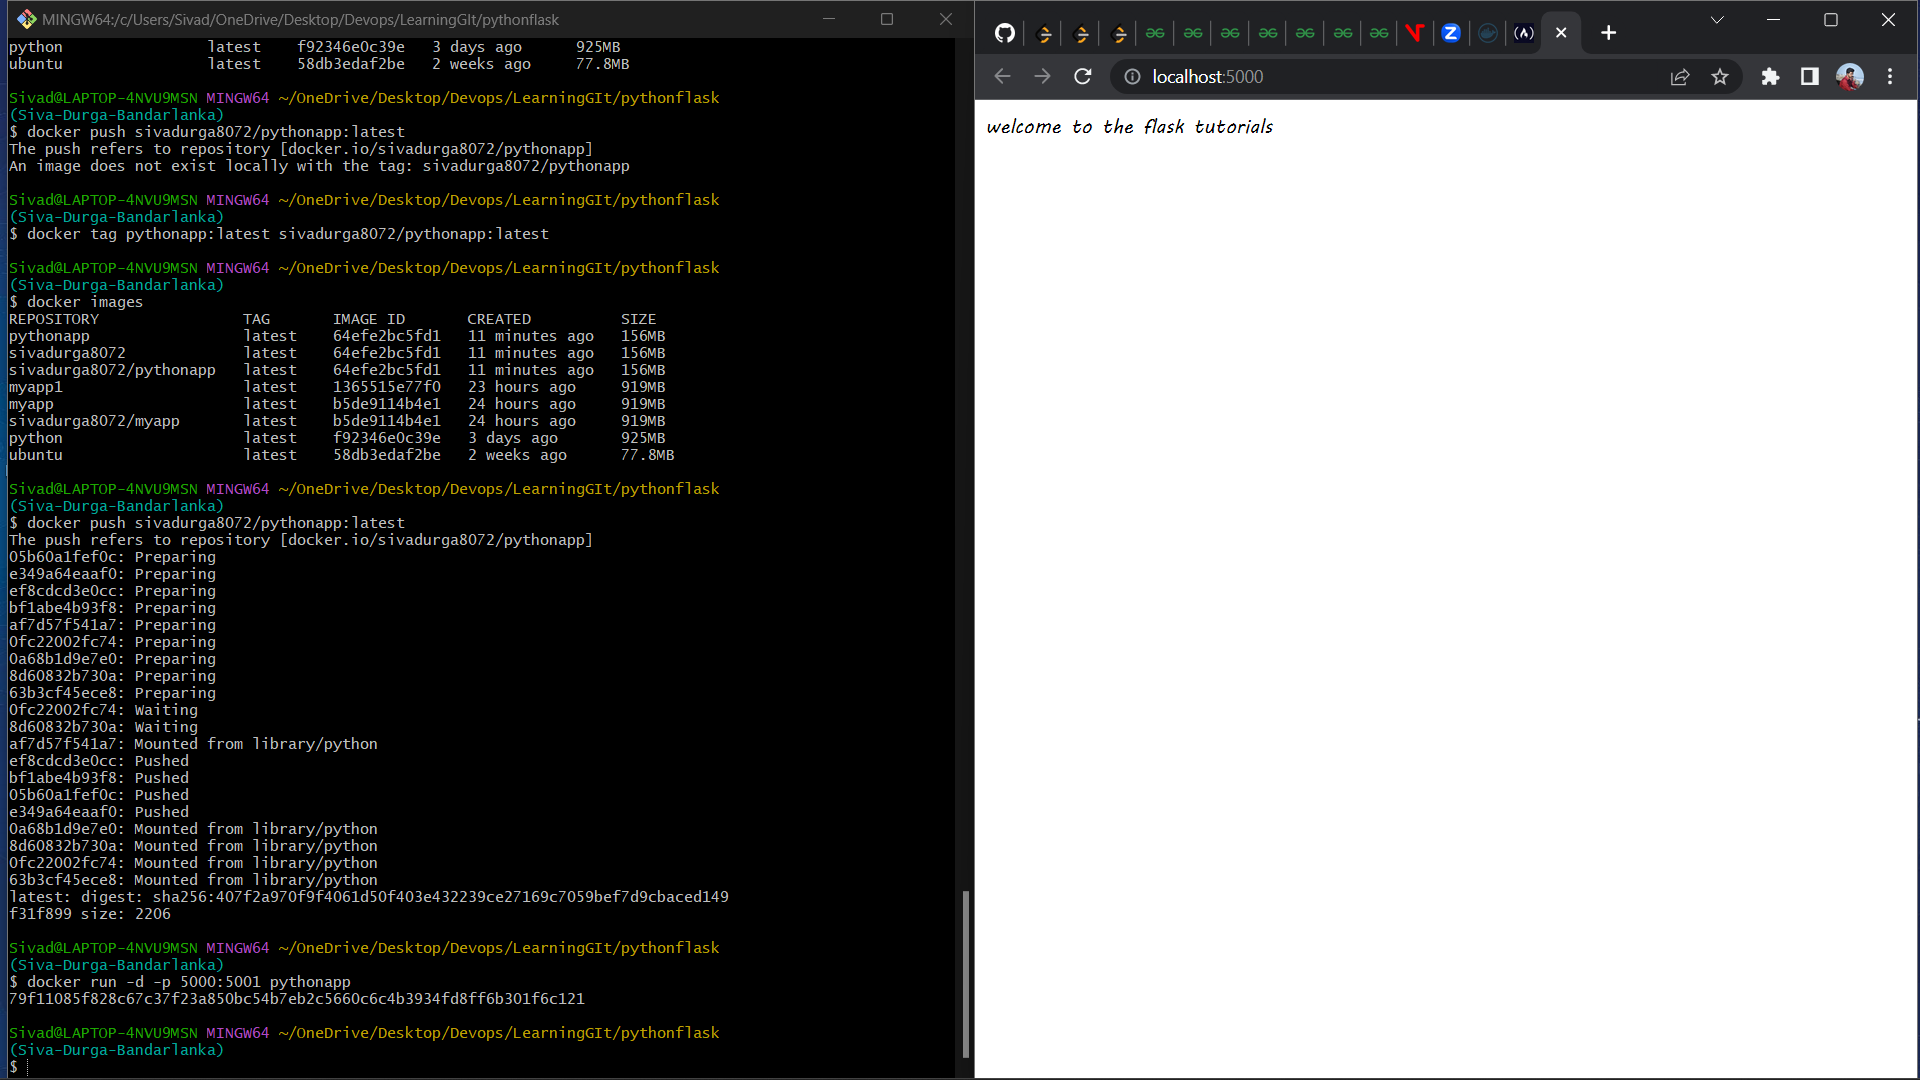 MINGW64:/c/Users/Sivad/OneDrive/Desktop/Devops/LearningGIt/pythonflask
python latest f92346e0c39e 3 days ago 925MB
ubuntu latest 58db3edaf2be 2 weeks ago 77.8MB
Sivad@LAPTOP-4NVU9MSN MINGW64 ~/OneDrive/Desktop/Devops/LearningGIt/pythonflask
(Siva-Durga-Bandarlanka)
$ docker push sivadurga8072/pythonapp:latest
The push refers to repository [docker.io/sivadurga8072/pythonapp]
An image does not exist locally with the tag: sivadurga8072/pythonapp
Sivad@LAPTOP-4NVU9MSN MINGW64 ~/OneDrive/Desktop/Devops/LearningGIt/pythonflask
(Siva-Durga-Bandarlanka)
$ docker tag pythonapp:latest sivadurga8072/pythonapp:latest
Sivad@LAPTOP-4NVU9MSN MINGW64 ~/OneDrive/Desktop/Devops/LearningGIt/pythonflask
(Siva-Durga-Bandarlanka)
$ docker images
REPOSITORY TAG IMAGE ID CREATED SIZE
pythonapp latest 64efe2bc5fd1 11 minutes ago 156MB
sivadurga8072 latest 64efe2bc5fd1 11 minutes ago 156MB
sivadurga8072/pythonapp latest 64efe2bc5fd1 11 minutes ago 156MB
myapp1 latest 1365515e77f0 23 hours ago 919MB
myapp latest b5de9114b4e1 24 hours ago 919MB
sivadurga8072/myapp latest b5de9114b4e1 24 hours ago 919MB
python latest f92346e0c39e 3 days ago 925MB
ubuntu latest 58db3edaf2be 2 weeks ago 77.8MB
Sivad@LAPTOP-4NVU9MSN MINGW64 ~/OneDrive/Desktop/Devops/LearningGIt/pythonflask
(Siva-Durga-Bandarlanka)
$ docker push sivadurga8072/pythonapp:latest
The push refers to repository [docker.io/sivadurga8072/pythonapp]
05b60a1fef0c: Preparing
e349a64eaaf0: Preparing
ef8cdcd3e0cc: Preparing
bf1abe4b93f8: Preparing
af7d57f541a7: Preparing
0fc22002fc74: Preparing
0a68b1d9e7e0: Preparing
8d60832b730a: Preparing
63b3cf45ece8: Preparing
0fc22002fc74: Waiting
8d60832b730a: Waiting
af7d57f541a7: Mounted from library/python
ef8cdcd3e0cc: Pushed
bf1abe4b93f8: Pushed
05b60a1fef0c: Pushed
e349a64eaaf0: Pushed
0a68b1d9e7e0: Mounted from library/python
8d60832b730a: Mounted from library/python
0fc22002fc74: Mounted from library/python
63b3cf45ece8: Mounted from library/python
latest: digest: sha256:407f2a970f9f4061d50f403e432239ce27169c7059bef7d9cbaced149
f31f899 size: 2206
Sivad@LAPTOP-4NVU9MSN MINGW64 ~/OneDrive/Desktop/Devops/LearningGIt/pythonflask
(Siva-Durga-Bandarlanka)
$ docker run -d -p 5000:5001 pythonapp
79f11085f828c67c37f23a850bc54b7eb2c5660c6c4b3934fd8ff6b301f6c121
Sivad@LAPTOP-4NVU9MSN MINGW64 ~/OneDrive/Desktop/Devops/LearningGIt/pythonflask
(Siva-Durga-Bandarlanka)
$
localhost:5000
welcome to the flask tutorials